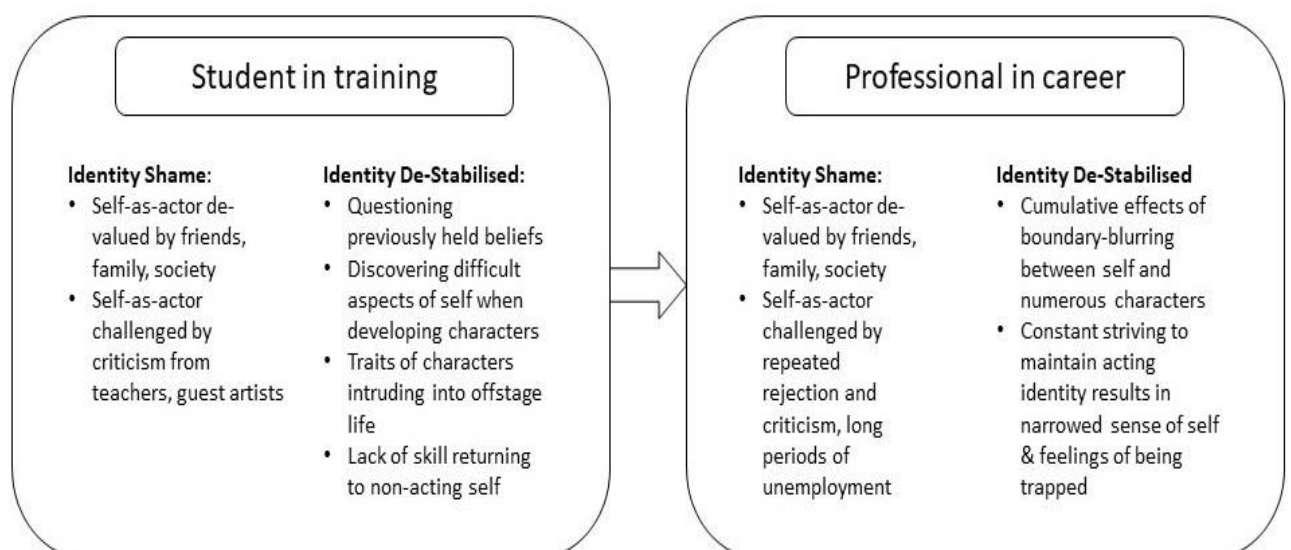 Student in training
Identity Shame:
• Self-as-actor de-
valued by friends,
family, society
• Self-as-actor
challenged by
criticism from
teachers, guest artists
Identity De-Stabilised:
• Questioning
previously held beliefs
• Discovering difficult
aspects of self when
developing characters
• Traits of characters
intruding into offstage
life
• Lack of skill returning
to non-acting self
Professional in career
Identity Shame:
• Self-as-actor de-
valued by friends,
family, society
• Self-as-actor
challenged by
repeated
rejection and
criticism, long
periods of
unemployment
Identity De-Stabilised
• Cumulative effects of
boundary-blurring
between self and
numerous characters
• Constant striving to
maintain acting
identity results in
narrowed sense of self
& feelings of being
trapped